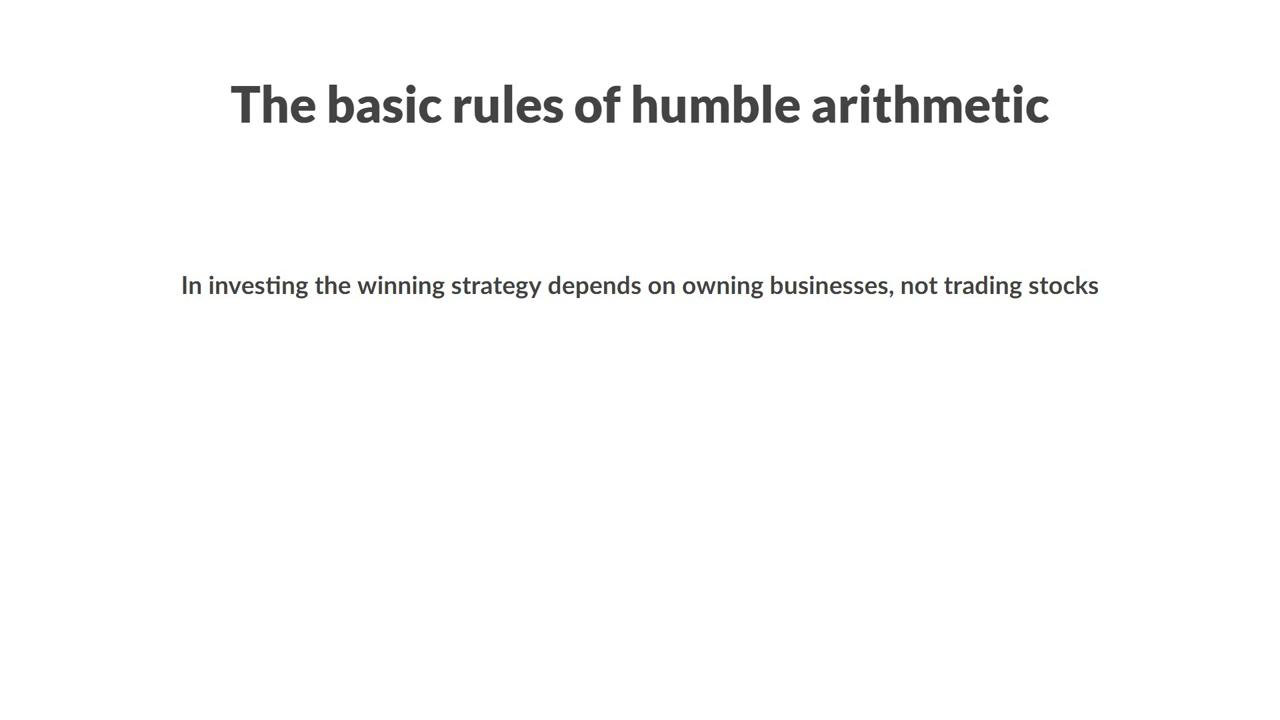 The basic rules of humble arithmetic
In investing the winning strategy depends on owning businesses, not trading stocks